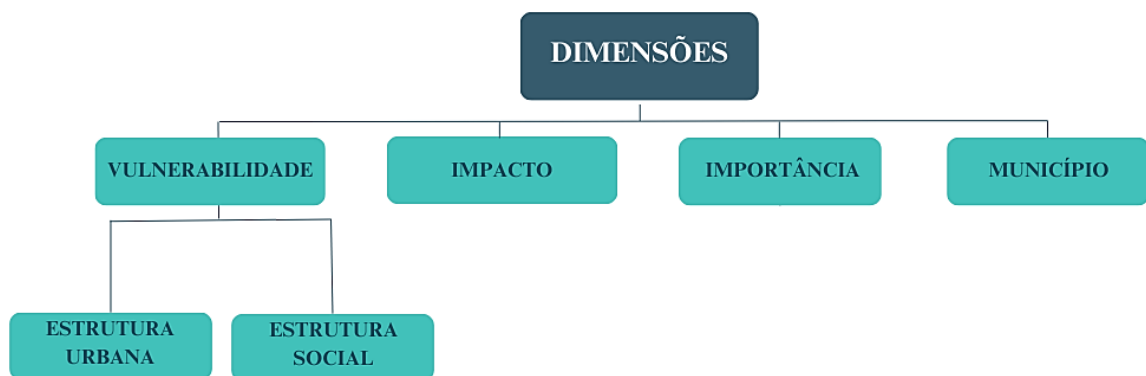 DIMENSÕES
VULNERABILIDADE
IMPACTO
IMPORTÂNCIA
MUNICÍPIO
ESTRUTURA
URBANA
ESTRUTURA
SOCIAL